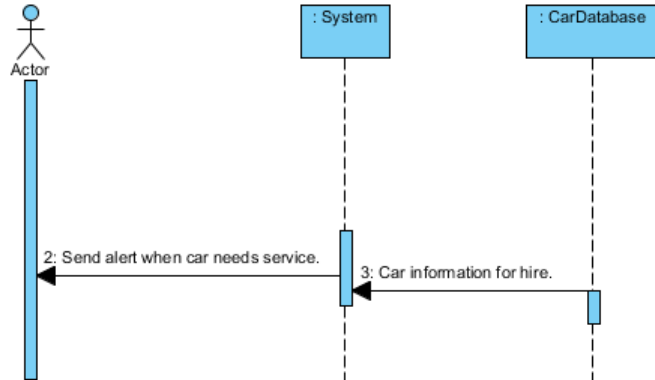 : System
: CarDatabase
Actor
2: Send alert when car needs service.
3: Car information for hire.